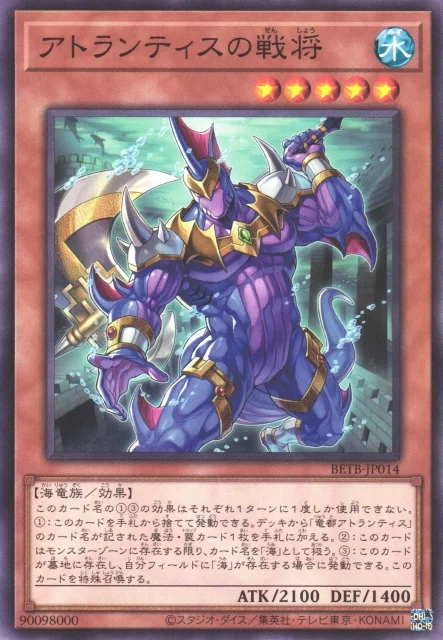 アトランティスの戦将
水
BETB-JP014
【海竜族／効果】
このカード名の①③の効果はそれぞれ１ターンに１度しか使用できない。
①：このカードを手札から捨てて発動できる。デッキから「竜都アトランティス」
のカード名が記された魔法・罠カード１枚を手札に加える。②：このカード
はモンスターゾーンに存在する限り、カード名を「海」として扱う。③：このカード
が墓地に存在し、自分フィールドに「海」が存在する場合に発動できる。この
カードを特殊召喚する。
ATK/2100 DEF/1400
90098000 ©スタジオ・ダイス／集英社・テレビ東京・KONAMI